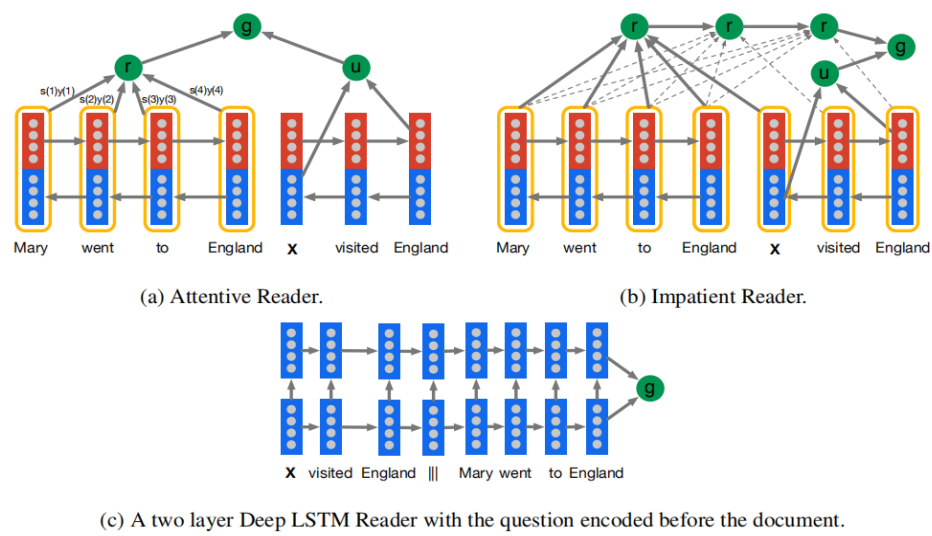 g
r
u
s(1)y(1)
s(2)y(2)
s(3)y(3)
s(4)y(4)
Mary went to England X visited England
(a) Attentive Reader.
r r r
g
u
Mary went to England X visited England
(b) Impatient Reader.
g
X visited England ||| Mary went to England
(c) A two layer Deep LSTM Reader with the question encoded before the document.